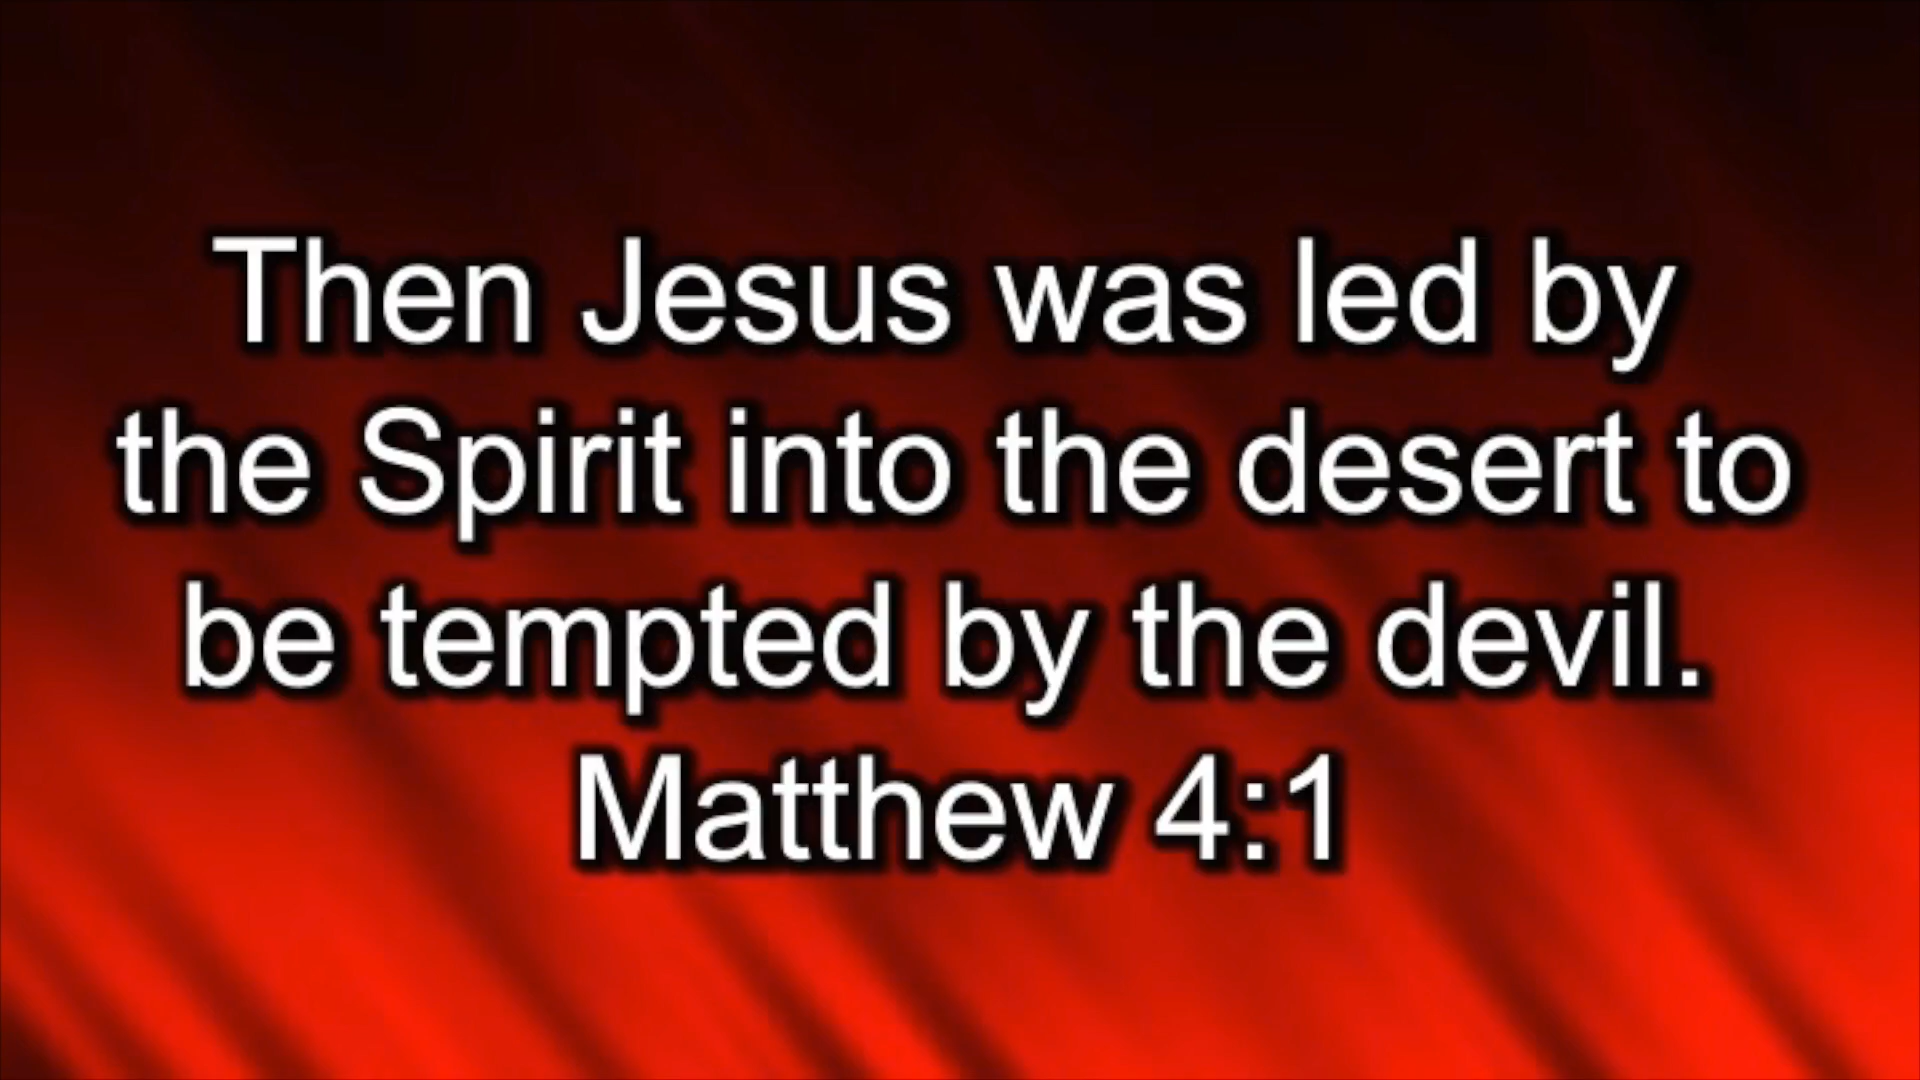 Then Jesus was led by
the Spirit into the desert to
be tempted by the devil.
Matthew 4:1